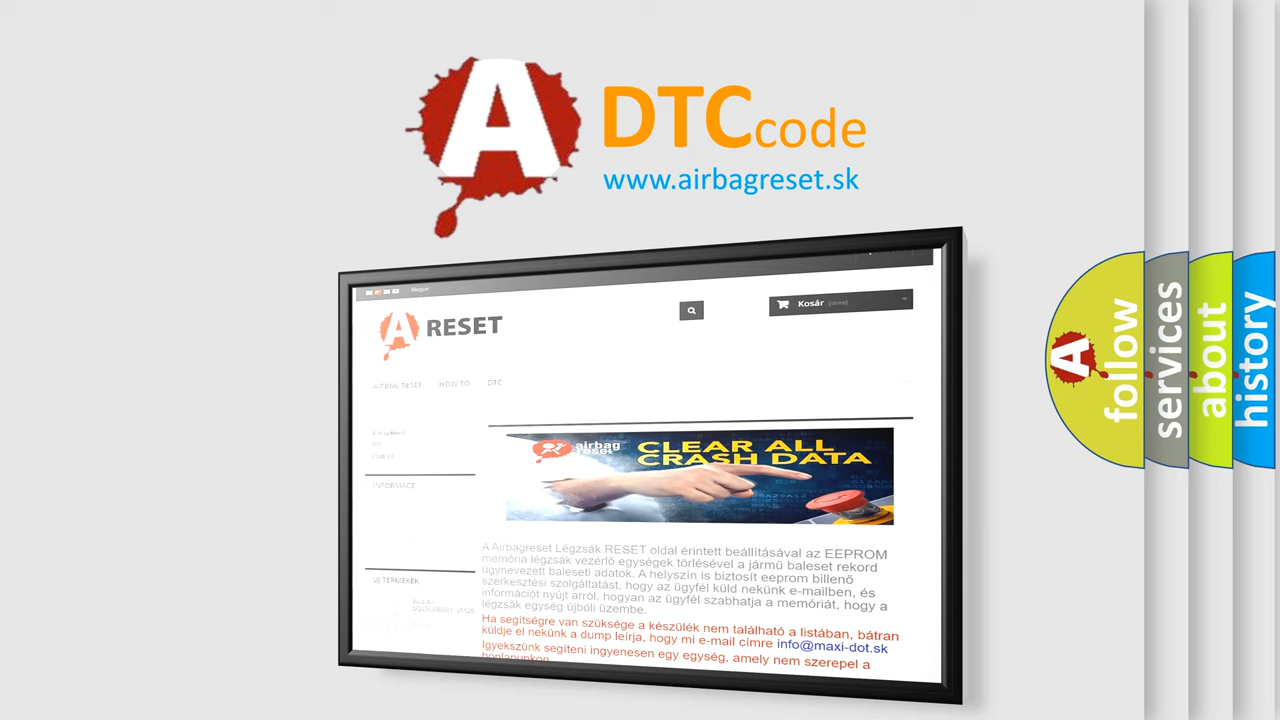 A
DTC code
www.airbagreset.sk
Magyar
A RESET
Kosár (üres)
AIRBAG RESET HOW TO DTC
INFORMACE
ÚJ TERMÉKEK
airbag
reset
CLEAR ALL
CRASH DATA
A Airbagreset Légzsák RESET oldal érintett beállításával az EEPROM
memória légzsák vezérlő egységek törlésével a jármű baleset rekord
úgynevezett baleseti adatok. A helyszín is biztosít eeprom billenő
szerkesztési szolgáltatást, hogy az ügyfél küld nekünk e-mailben, és
információt nyújt arról, hogyan az ügyfél szabhatja a memóriát, hogy a
légzsák egység újbóli üzembe.
Ha segítségre van szüksége a készülék nem található a listában, bátran
küldje el nekünk a dump leírja, hogy mi e-mail címre info@maxi-dot.sk
Igyekszünk segíteni ingyenesen egy egység, amely nem szerepel a
honlapunkon
A
follow
services
about
history